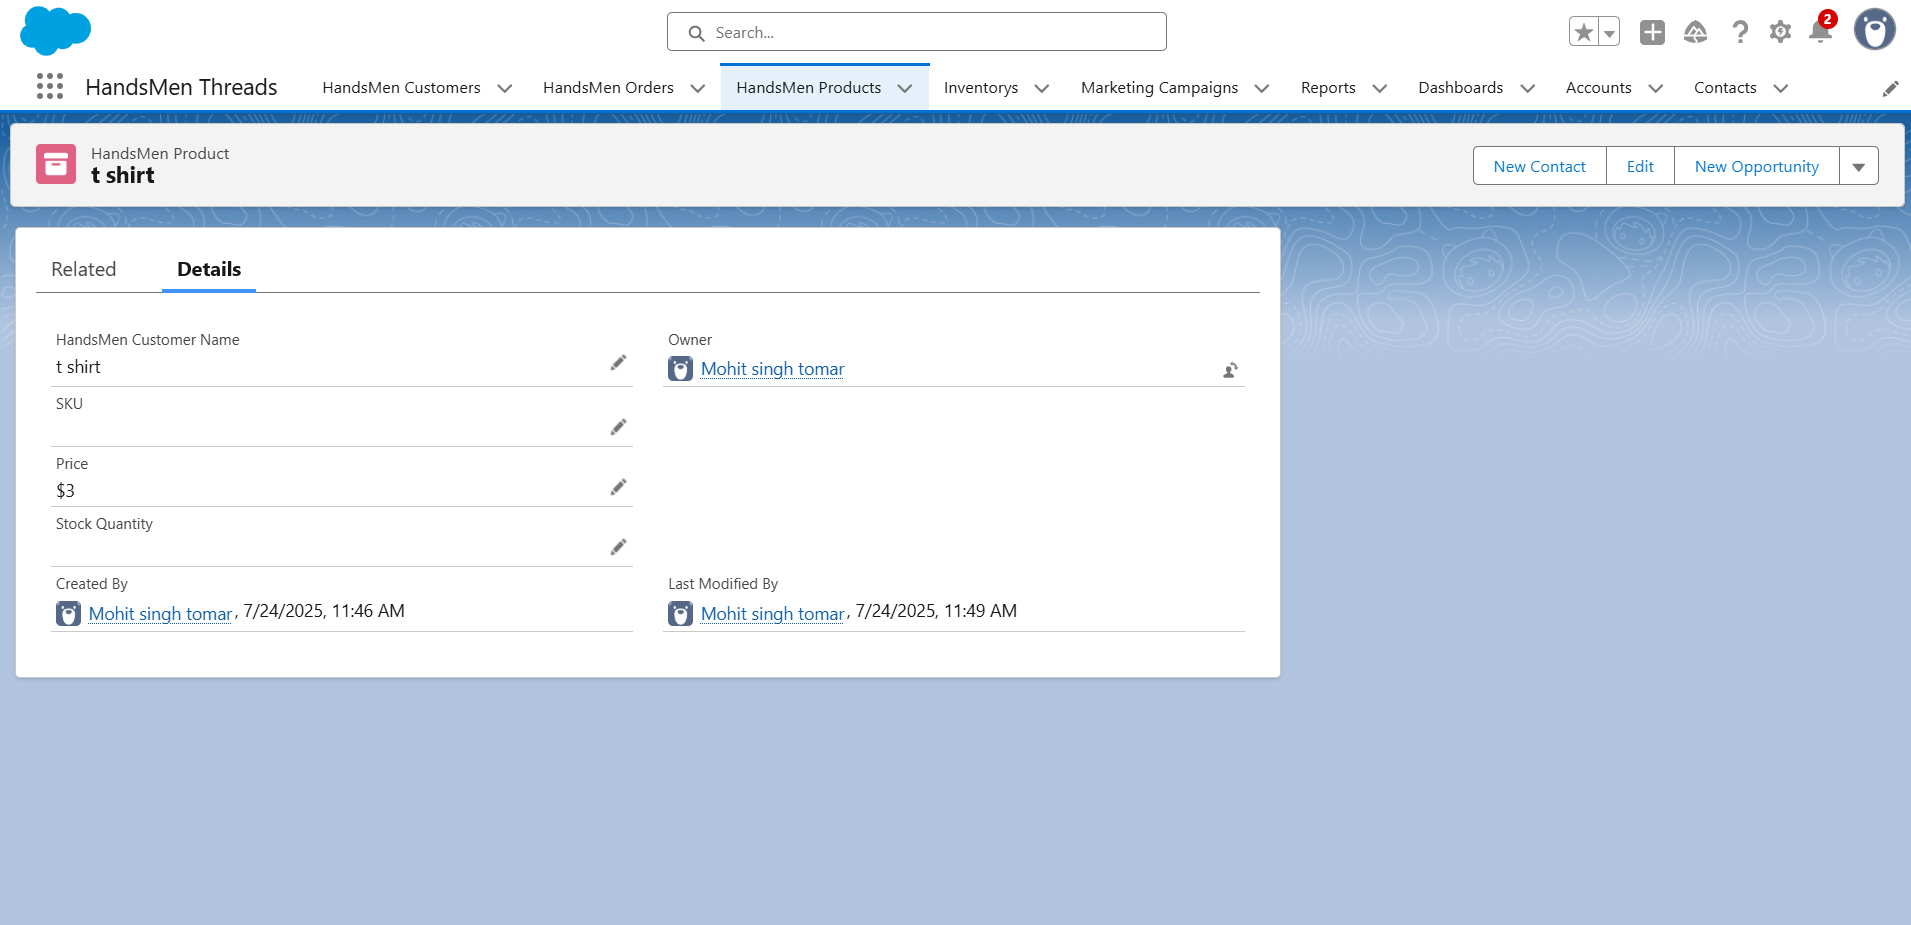 Search...
2
HandsMen Threads
HandsMen Customers
HandsMen Orders
HandsMen Products
Inventorys
Marketing Campaigns
Reports
Dashboards
Accounts
Contacts
HandsMen Product
t shirt
New Contact
Edit
New Opportunity
Related
Details
HandsMen Customer Name
t shirt
Owner
Mohit singh tomar
SKU
Price
$3
Stock Quantity
Created By
Mohit singh tomar, 7/24/2025, 11:46 AM
Last Modified By
Mohit singh tomar, 7/24/2025, 11:49 AM